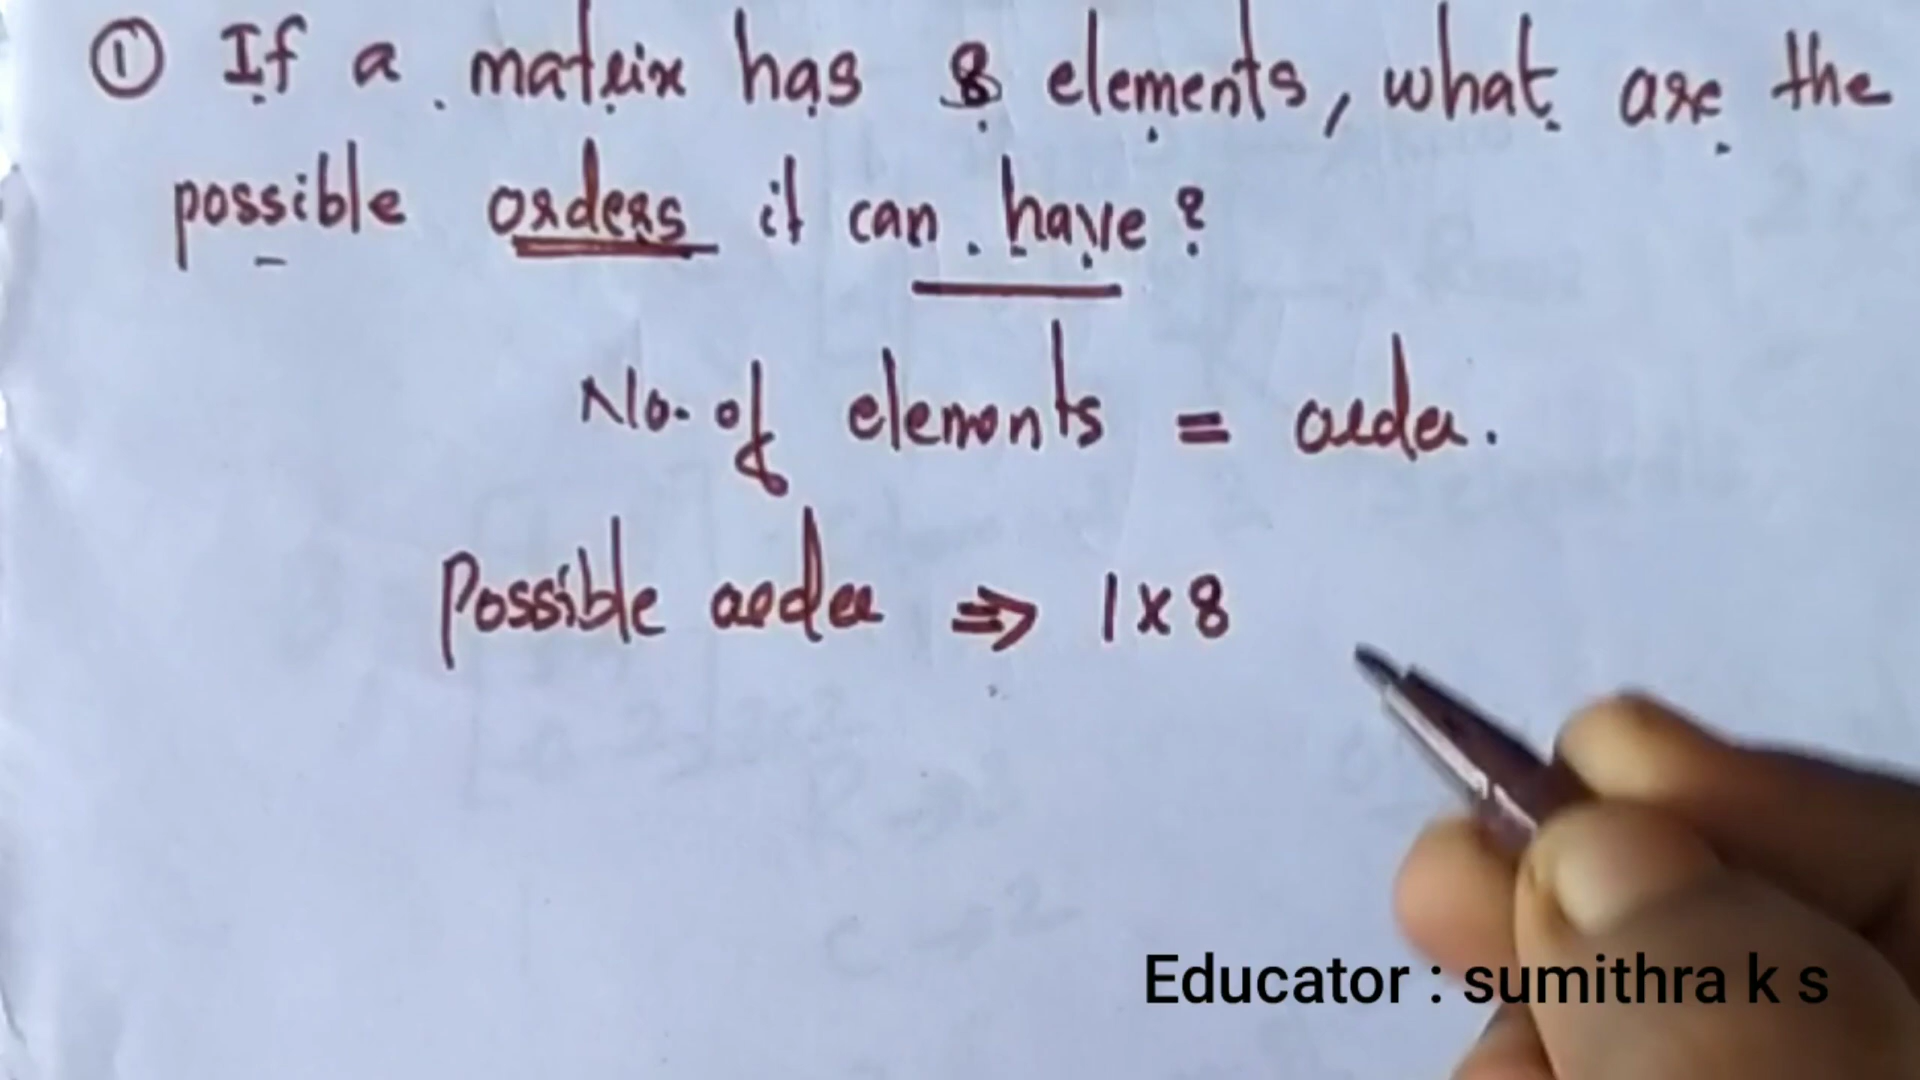 ① If a matrix has 8 elements, what are the
possible orders it can have?
No. of elements = order.
Possible order ⇒ 1 x 8
Educator : sumithra k s